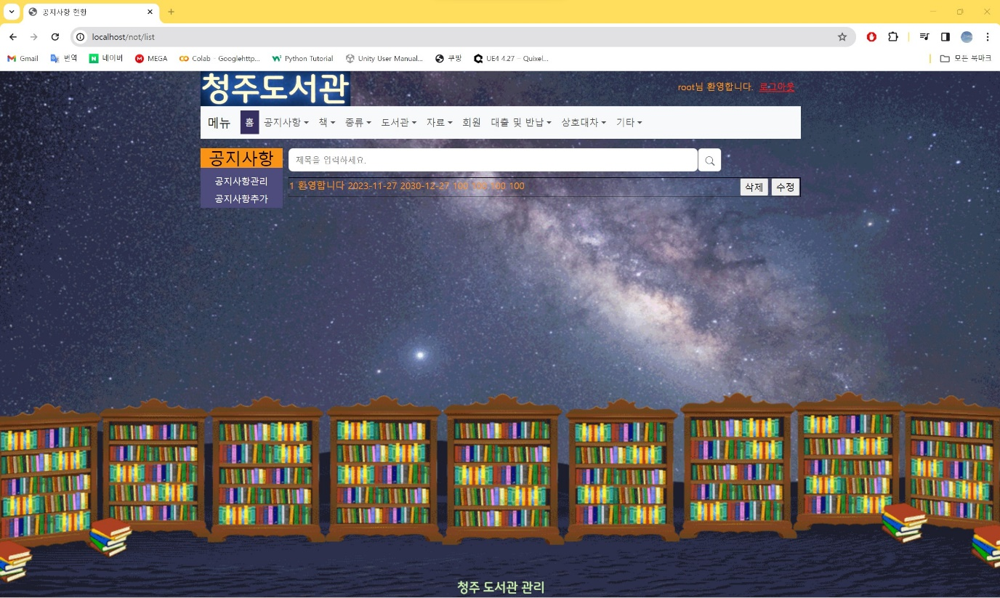 공지사항 현황
localhost/not/list
Gmail 번역 네이버 MEGA Colab - Googlehttp... Python Tutorial Unity User Manual... 쿠팡 UE4 4.27 - Quixel... 모든 북마크
청주도서관
root님 환영합니다. 로그아웃
메뉴 홈 공지사항 책 종류 도서관 자료 회원 대출 및 반납 상호대차 기타
공지사항
제목을 입력하세요.
공지사항관리
1 환영합니다 2023-11-27 2030-12-27 100 100 100 100 삭제 수정
공지사항추가
청주 도서관 관리